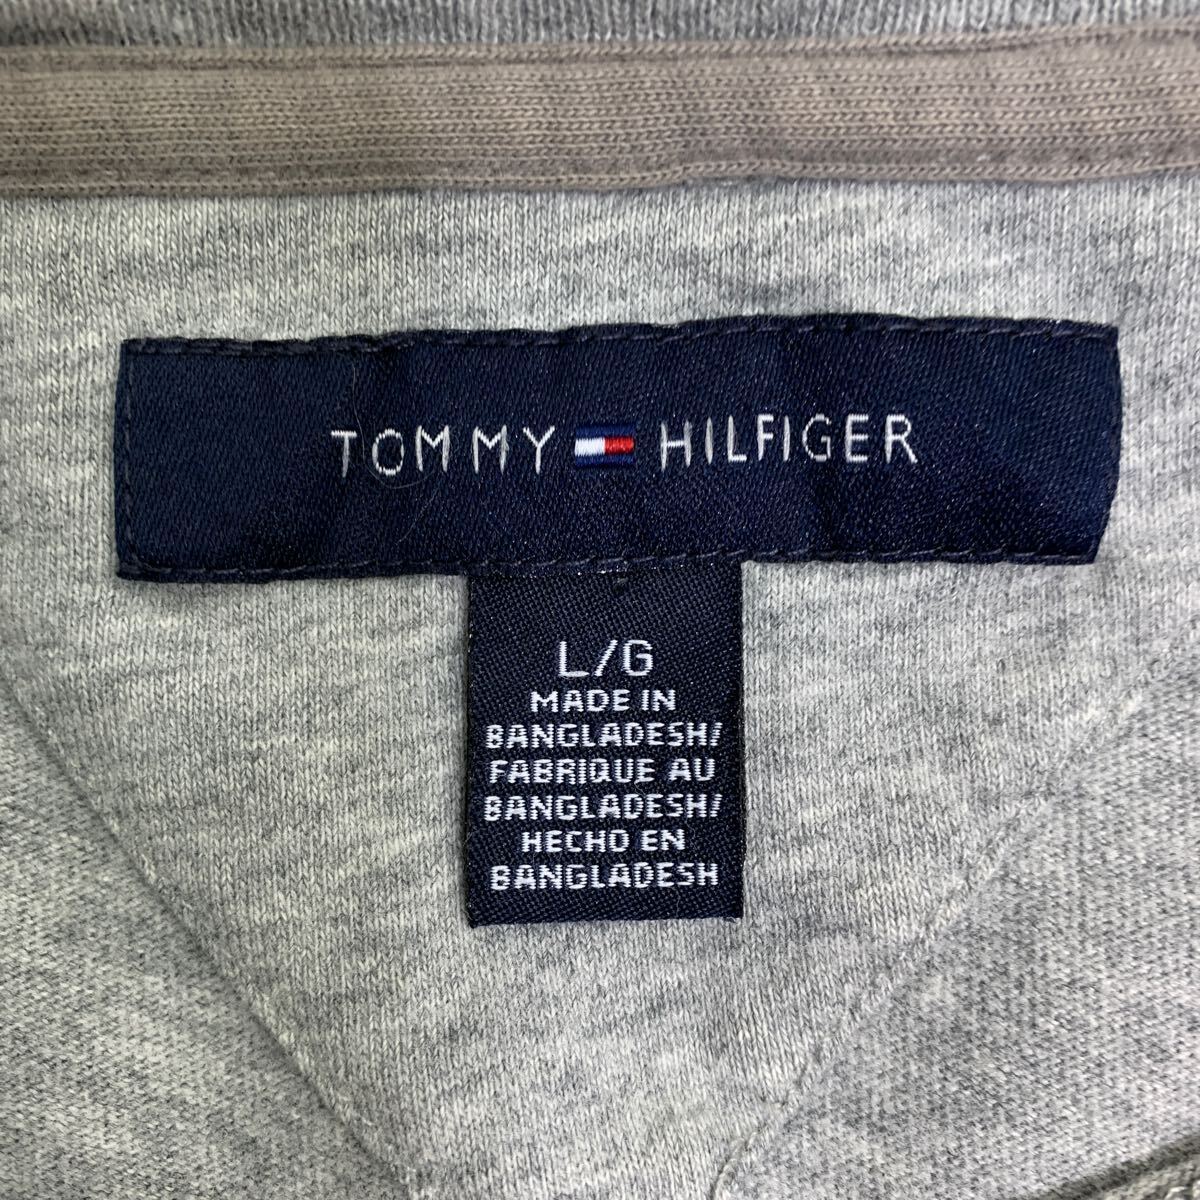 TOMMY HILFIGER
L/G
MADE IN
BANGLADESH/
FABRIQUE AU
BANGLADESH/
HECHO EN
BANGLADESH